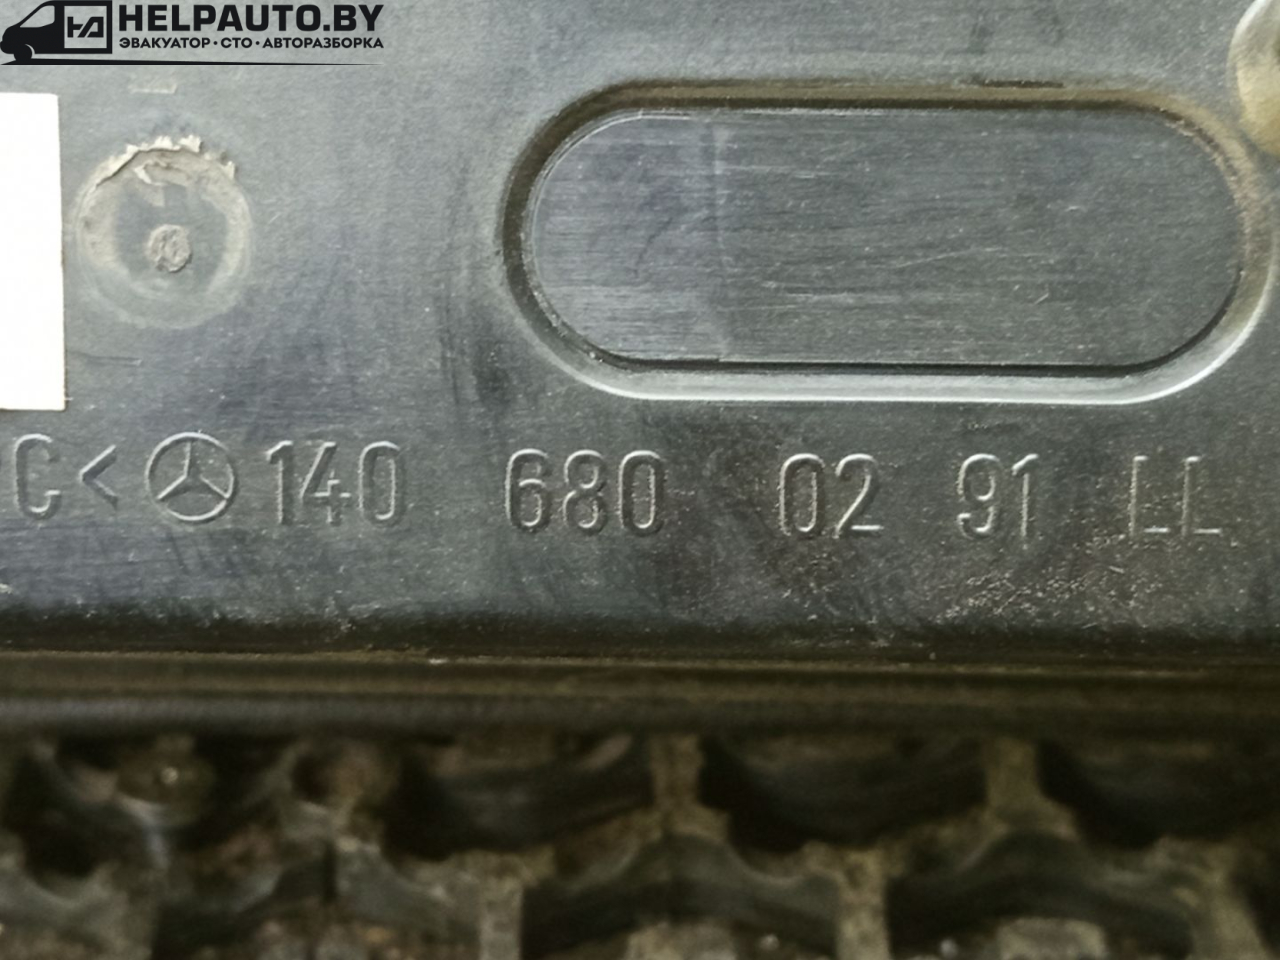 HELPAUTO.BY
ЭВАКУАТОР · СТО · АВТОРАЗБОРКА
C< 140 680 02 91 LL